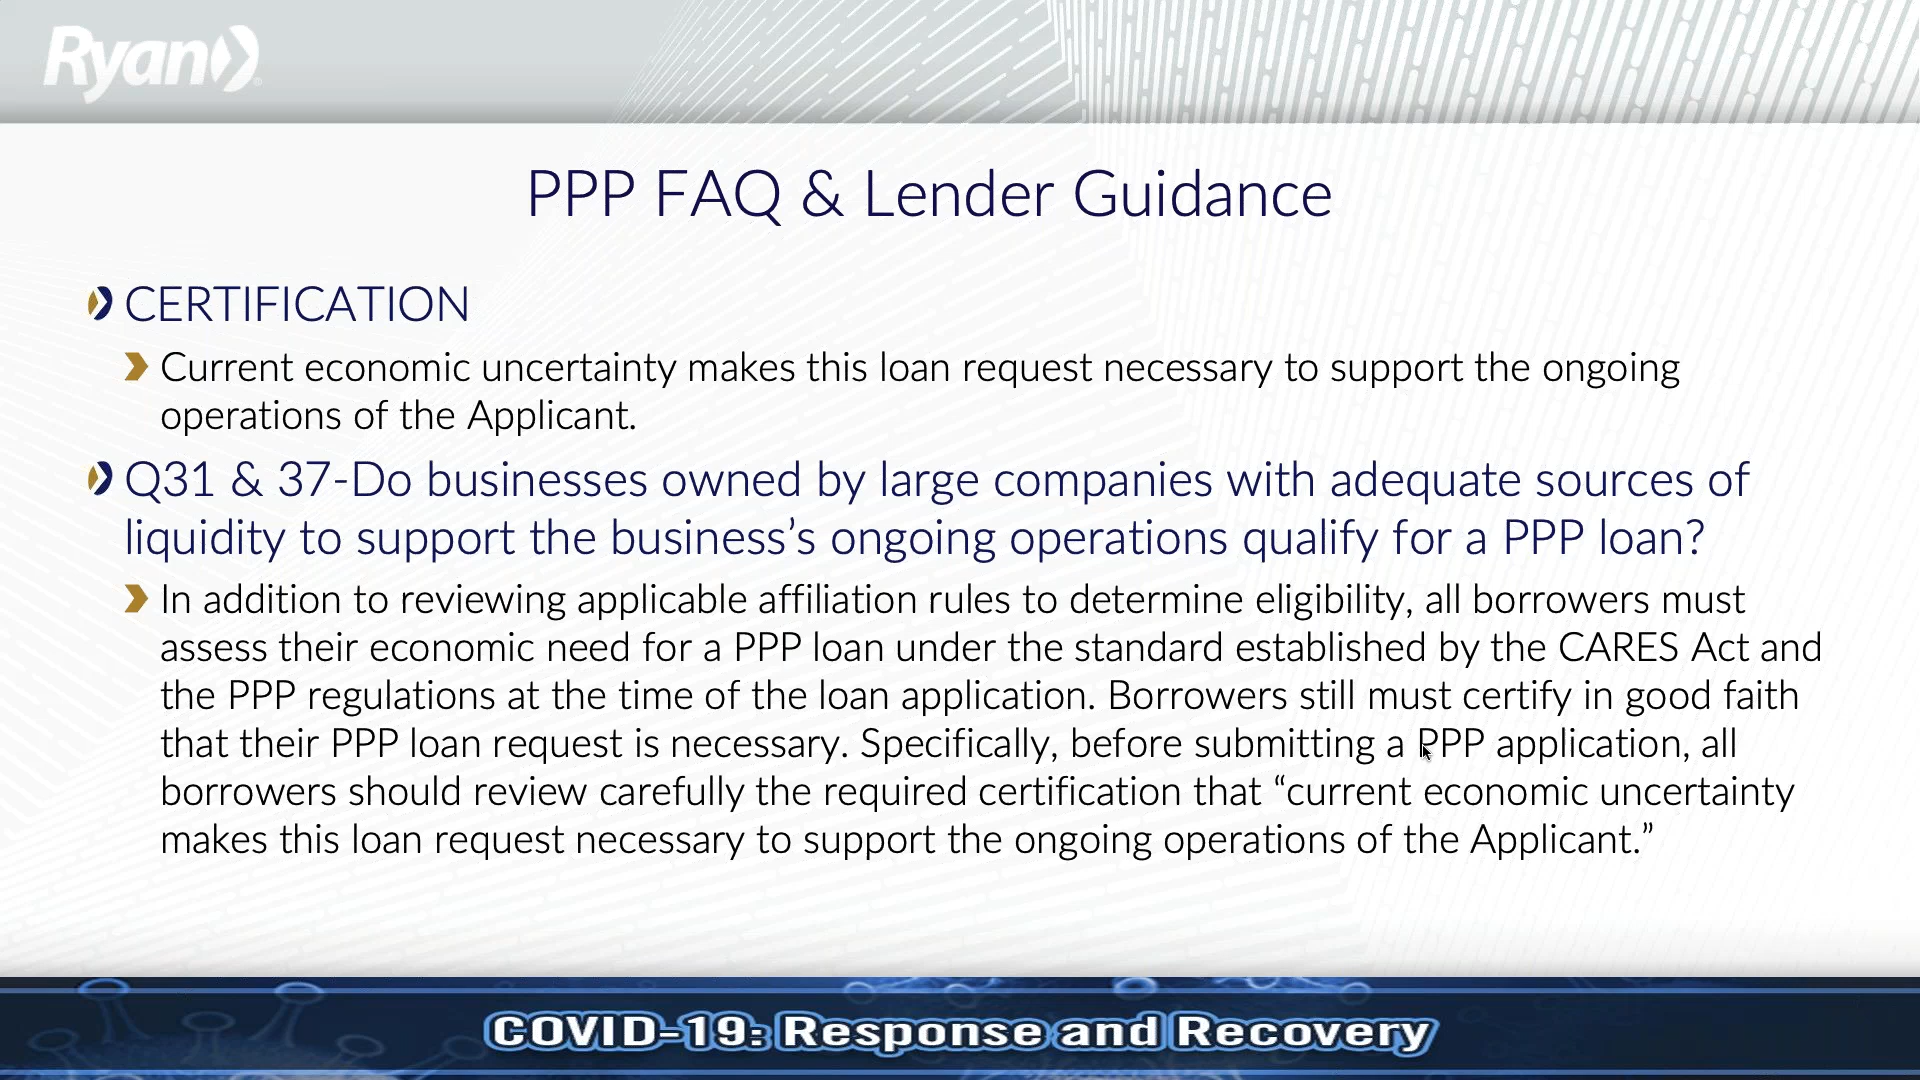 Ryan
PPP FAQ & Lender Guidance
CERTIFICATION
Current economic uncertainty makes this loan request necessary to support the ongoing
operations of the Applicant.
Q31 & 37-Do businesses owned by large companies with adequate sources of
liquidity to support the business’s ongoing operations qualify for a PPP loan?
In addition to reviewing applicable affiliation rules to determine eligibility, all borrowers must
assess their economic need for a PPP loan under the standard established by the CARES Act and
the PPP regulations at the time of the loan application. Borrowers still must certify in good faith
that their PPP loan request is necessary. Specifically, before submitting a PPP application, all
borrowers should review carefully the required certification that “current economic uncertainty
makes this loan request necessary to support the ongoing operations of the Applicant.”
COVID-19: Response and Recovery